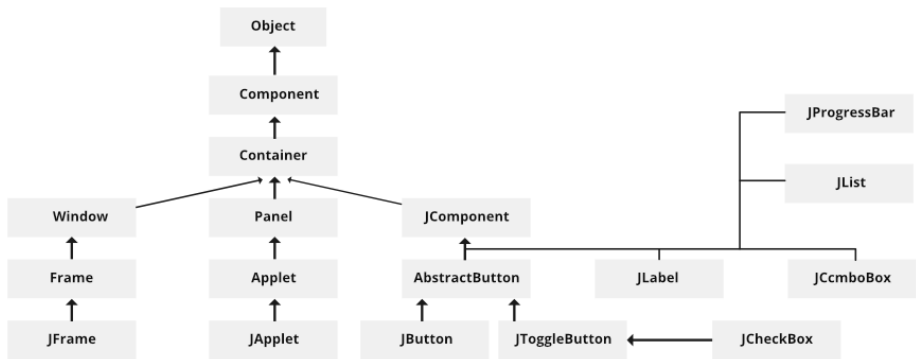 Object
Component
JProgressBar
Container
JList
Window
Panel
JComponent
Frame
Applet
AbstractButton
JLabel
JCcmboBox
JFrame
JApplet
JButton
JToggleButton
JCheckBox